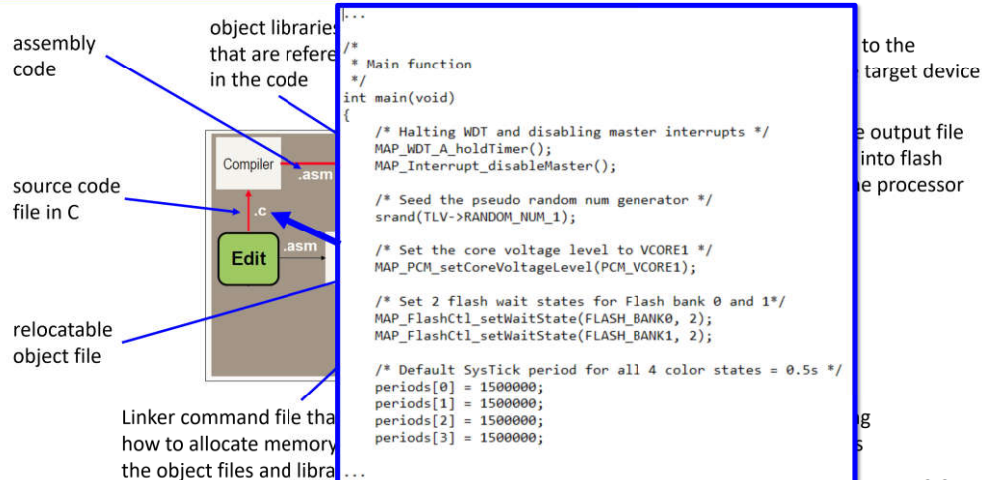 assembly
code
object libraries
that are refere
in the code
source code
file in C
relocatable
object file
Compiler
.asm
.c
.asm
Edit
Linker command file tha
how to allocate memory
the object files and libra
...
/*
 * Main function
 */
int main(void)
{
    /* Halting WDT and disabling master interrupts */
    MAP_WDT_A_holdTimer();
    MAP_Interrupt_disableMaster();
    /* Seed the pseudo random num generator */
    srand(TLV->RANDOM_NUM_1);
    /* Set the core voltage level to VCORE1 */
    MAP_PCM_setCoreVoltageLevel(PCM_VCORE1);
    /* Set 2 flash wait states for Flash bank 0 and 1*/
    MAP_FlashCtl_setWaitState(FLASH_BANK0, 2);
    MAP_FlashCtl_setWaitState(FLASH_BANK1, 2);
    /* Default SysTick period for all 4 color states = 0.5s */
    periods[0] = 1500000;
    periods[1] = 1500000;
    periods[2] = 1500000;
    periods[3] = 1500000;
...
to the
target device
e output file
into flash
e processor
g
s